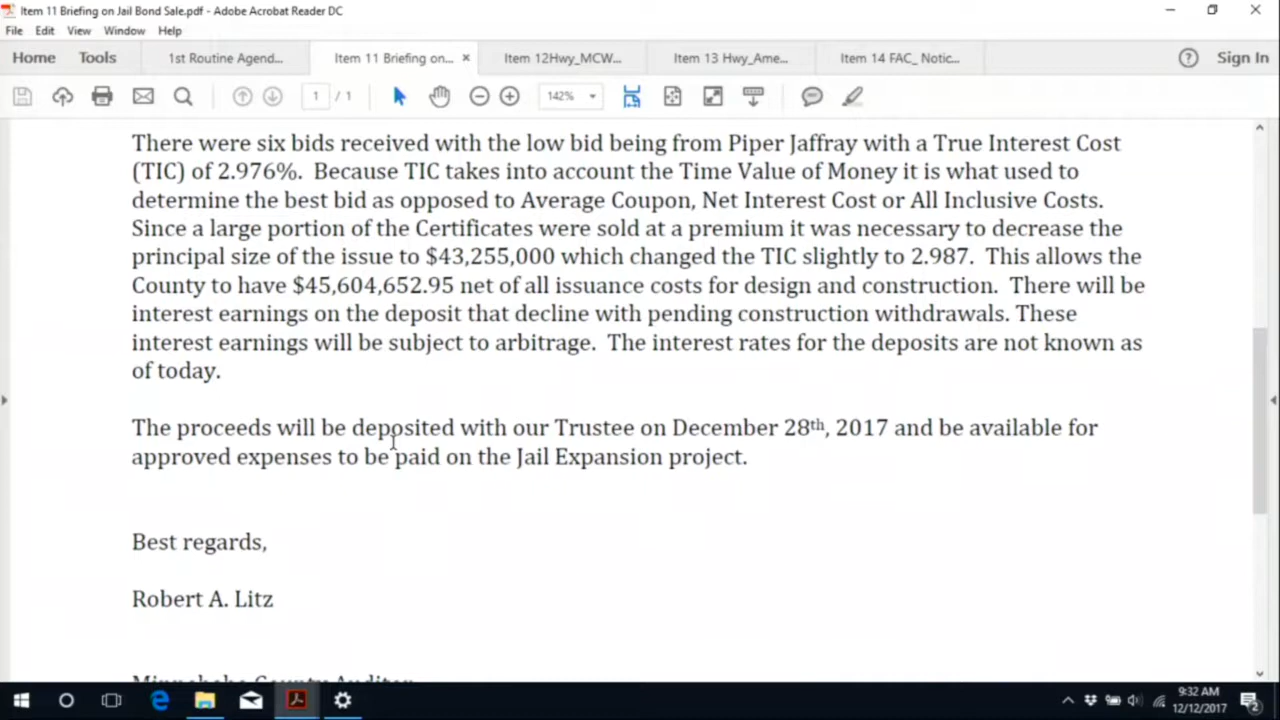 Item 11 Briefing on Jail Bond Sale.pdf - Adobe Acrobat Reader DC
File Edit View Window Help
Home Tools 1st Routine Agend... Item 11 Briefing on... × Item 12Hwy_MCW... Item 13 Hwy_Ame... Item 14 FAC_ Notic... Sign In
1 / 1 142%
There were six bids received with the low bid being from Piper Jaffray with a True Interest Cost
(TIC) of 2.976%. Because TIC takes into account the Time Value of Money it is what used to
determine the best bid as opposed to Average Coupon, Net Interest Cost or All Inclusive Costs.
Since a large portion of the Certificates were sold at a premium it was necessary to decrease the
principal size of the issue to $43,255,000 which changed the TIC slightly to 2.987. This allows the
County to have $45,604,652.95 net of all issuance costs for design and construction. There will be
interest earnings on the deposit that decline with pending construction withdrawals. These
interest earnings will be subject to arbitrage. The interest rates for the deposits are not known as
of today.
The proceeds will be deposited with our Trustee on December 28th, 2017 and be available for
approved expenses to be paid on the Jail Expansion project.
Best regards,
Robert A. Litz
Minnehaha County Auditor
9:32 AM
12/12/2017
2